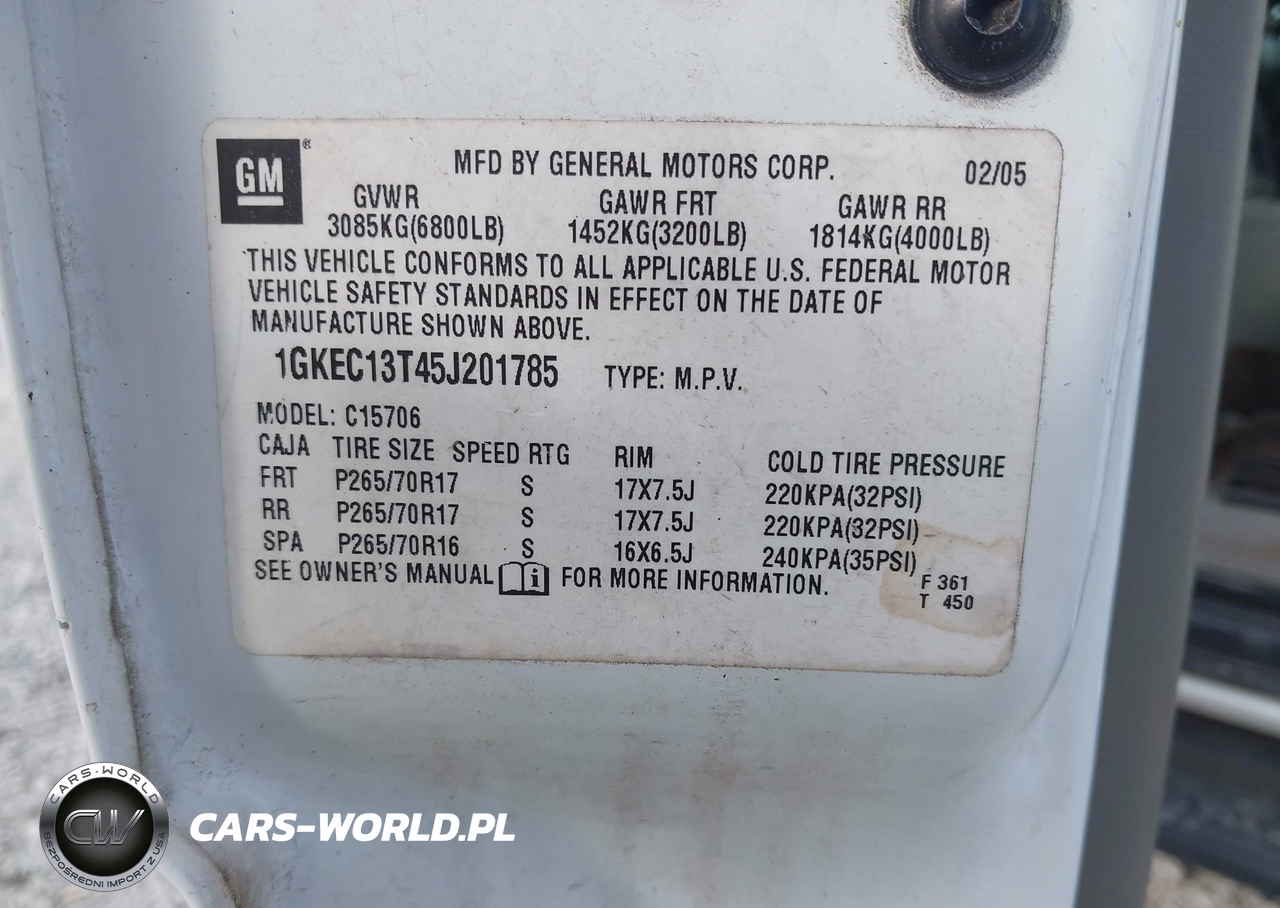 GM®
MFD BY GENERAL MOTORS CORP. 02/05
GVWR GAWR FRT GAWR RR
3085KG(6800LB) 1452KG(3200LB) 1814KG(4000LB)
THIS VEHICLE CONFORMS TO ALL APPLICABLE U.S. FEDERAL MOTOR
VEHICLE SAFETY STANDARDS IN EFFECT ON THE DATE OF
MANUFACTURE SHOWN ABOVE.
1GKEC13T45J201785 TYPE: M.P.V.
MODEL: C15706
CAJA TIRE SIZE SPEED RTG RIM COLD TIRE PRESSURE
FRT P265/70R17 S 17X7.5J 220KPA(32PSI)
RR P265/70R17 S 17X7.5J 220KPA(32PSI)
SPA P265/70R16 S 16X6.5J 240KPA(35PSI)
SEE OWNER'S MANUAL i FOR MORE INFORMATION.
F 361
T 450
CARS-WORLD
CW
BEZPOŚREDNI IMPORT Z USA
CARS-WORLD.PL